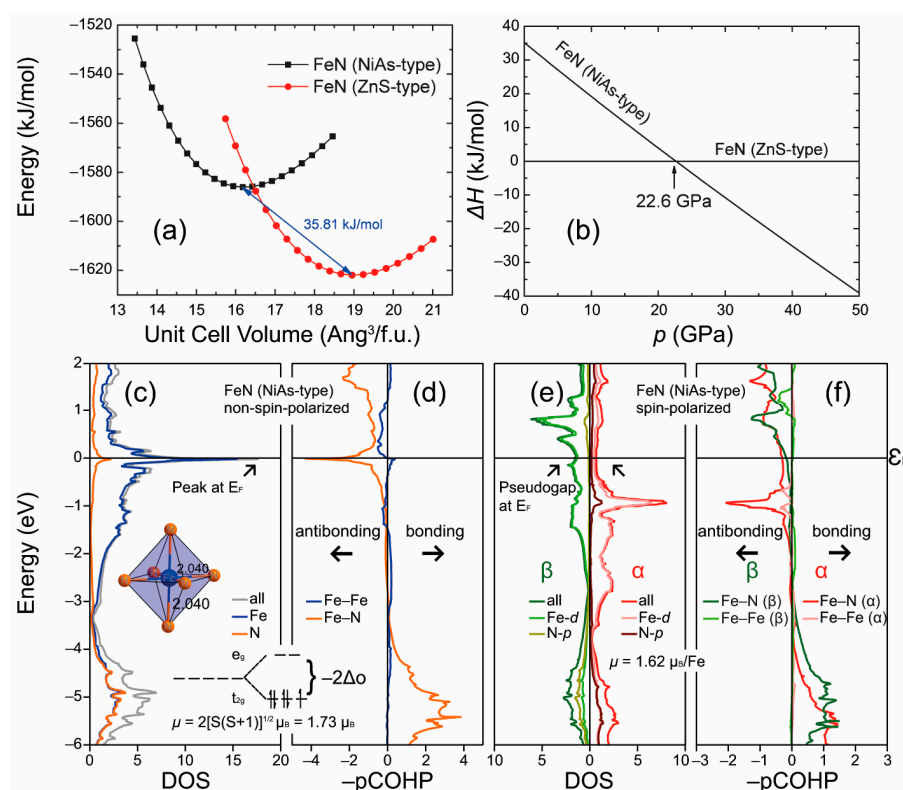 −1520
−1540
−1560
−1580
−1600
−1620
Energy (kJ/mol)
FeN (NiAs-type)
FeN (ZnS-type)
(a)
35.81 kJ/mol
13 14 15 16 17 18 19 20 21 22
Unit Cell Volume (Ang³/f.u.)
40
30
20
10
0
−10
−20
−30
−40
ΔH (kJ/mol)
FeN (NiAs-type)
FeN (ZnS-type)
22.6 GPa
(b)
0 10 20 30 40 50
p (GPa)
2
1
0
−1
−2
−3
−4
−5
−6
Energy (eV)
(c)
Peak at EF
Fe
2.040
2.040
all
Fe
N
eg
t2g
−2Δo
μ = 2[S(S+1)]1/2 μB = 1.73 μB
0 5 10 15 20
DOS
(d)
FeN (NiAs-type)
non-spin-polarized
antibonding
bonding
Fe–Fe
Fe–N
−4 −2 0 2 4
−pCOHP
(e)
FeN (NiAs-type)
spin-polarized
Pseudogap
at EF
β
all
Fe-d
N-p
α
all
Fe-d
N-p
μ = 1.62 μB/Fe
10 5 0 5 10
DOS
(f)
antibonding
bonding
β
Fe–N (β)
Fe–Fe (β)
α
Fe–N (α)
Fe–Fe (α)
−3 −2 −1 0 1 2 3
−pCOHP